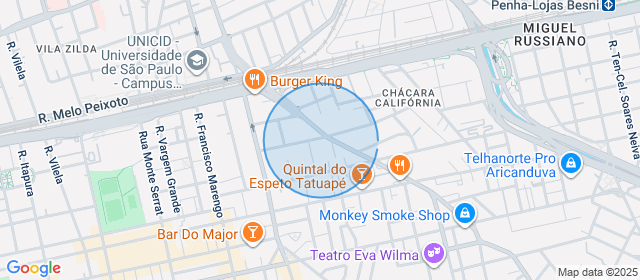 Penha-Lojas Besni
MIGUEL
RUSSIANO
VILA ZILDA
UNICID -
Universidade
de São Paulo
- Campus...
R. Vilela
Burger King
CHÁCARA
CALIFÓRNIA
R. Melo Peixoto
R. Ten-Cel. Soares Neiva
R. Itapura
R. Vilela
R. Vargem Grande
Rua Monte Serrat
R. Francisco Marengo
Quintal do
Espeto Tatuapé
Telhanorte Pro
Aricanduva
Monkey Smoke Shop
Bar Do Major
Teatro Eva Wilma
Google
Map data ©2025